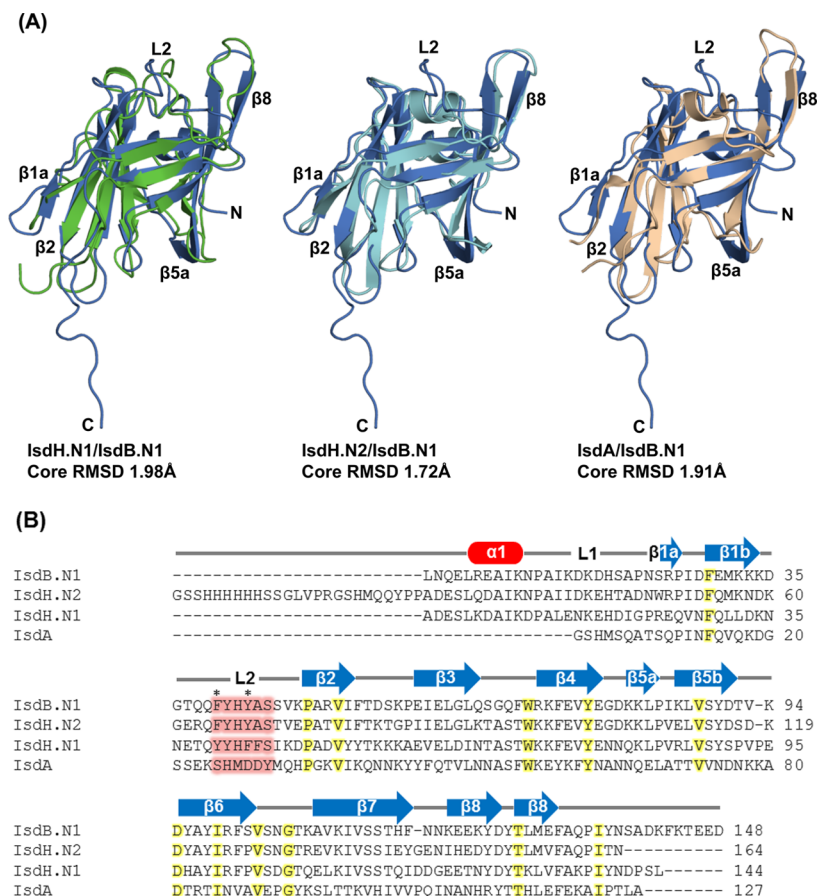 (A)
L2
β8
β1a
β2
β5a
N
C
IsdH.N1/IsdB.N1
Core RMSD 1.98Å
L2
β8
β1a
β2
β5a
N
C
IsdH.N2/IsdB.N1
Core RMSD 1.72Å
L2
β8
β1a
β2
β5a
N
C
IsdA/IsdB.N1
Core RMSD 1.91Å
(B)
α1 L1 β1a β1b
IsdB.N1 -----------------------LNQELREAIKNPAIKDKDHSAPNSRPIDFEMKKKD 35
IsdH.N2 GSSHHHHHHSSGLVPRGSHMQQYPPADESLQDAIKNPAIIDKEHTADNWRPIDFQMKNDK 60
IsdH.N1 -----------------------ADESLKDAIKDPALENKEHDIGPREQVNFQLLDKN 35
IsdA -------------------------------------GSHMSQATSQPINFQVQKDG 20
L2 β2 β3 β4 β5a β5b
* *
IsdB.N1 GTQQFYHYASSVKPARVIFTDSKPEIELGLQSGQFWRKFEVYEGDKKLPIKLVSYDTV-K 94
IsdH.N2 GERQFYHYASTVEPATVIFTKTGPIIELGLKTASTWKKFEVYEGDKKLPVELVSYDSD-K 119
IsdH.N1 NETQYYHFFSIKDPADVYYTKKKAEVELDINTASTWKKFEVYENNQKLPVRLVSYSPVPE 95
IsdA SSEKSHMDDYMQHPGKVIKQNNKYYFQTVLNNASFWKEYKFYNANNQELATTVVNDNKKA 80
β6 β7 β8 β8
IsdB.N1 DYAYIRFSVSNGTKAVKIVSSTHF-NNKEEKYDYTLMEFAQPIYNSADKFKTEED 148
IsdH.N2 DYAYIRFPVSNGTREVKIVSSIEYGENIHEDYDYTLMVFAQPITN---------- 164
IsdH.N1 DHAYIRFPVSDGTQELKIVSSTQIDDGEETNYDYTKLVFAKPIYNDPSL------ 144
IsdA DTRTINVAVEPGYKSLTTKVHIVVPQINANHRYTTHLEFEKAIPTLA-------- 127